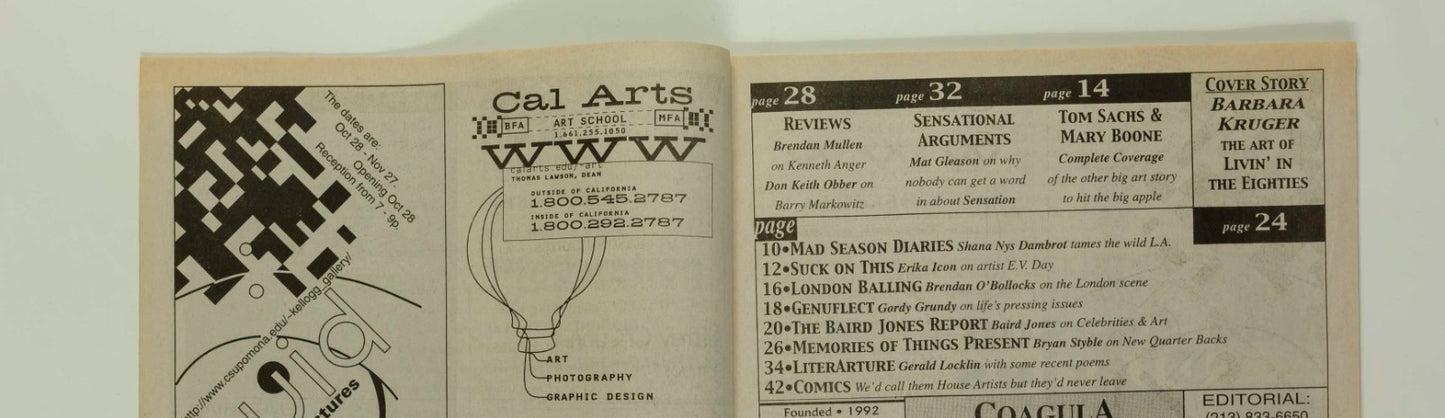 The dates are:
Oct 28 - Nov 27.
Opening Oct 28
Reception from 7 - 9p.
http://www.csupomona.edu/~kellogg_gallery/
Cal Arts
BFA
ART SCHOOL
MFA
1.661.255.1050
WWW
calarts.edu/~art
THOMAS LAWSON, DEAN
OUTSIDE OF CALIFORNIA
1.800.545.2787
INSIDE OF CALIFORNIA
1.800.292.2787
ART
PHOTOGRAPHY
GRAPHIC DESIGN
page 28
REVIEWS
Brendan Mullen
on Kenneth Anger
Don Keith Obber on
Barry Markowitz
page 32
SENSATIONAL
ARGUMENTS
Mat Gleason on why
nobody can get a word
in about Sensation
page 14
TOM SACHS &
MARY BOONE
Complete Coverage
of the other big art story
to hit the big apple
COVER STORY
BARBARA
KRUGER
THE ART OF
LIVIN' IN
THE EIGHTIES
page 24
page
10•MAD SEASON DIARIES Shana Nys Dambrot tames the wild L.A.
12•SUCK ON THIS Erika Icon on artist E.V. Day
16•LONDON BALLING Brendan O'Bollocks on the London scene
18•GENUFLECT Gordy Grundy on life's pressing issues
20•THE BAIRD JONES REPORT Baird Jones on Celebrities & Art
26•MEMORIES OF THINGS PRESENT Bryan Styble on New Quarter Backs
34•LITERARTURE Gerald Locklin with some recent poems
42•COMICS We'd call them House Artists but they'd never leave
Founded • 1992
COAGULA
EDITORIAL:
(213) 833-6650